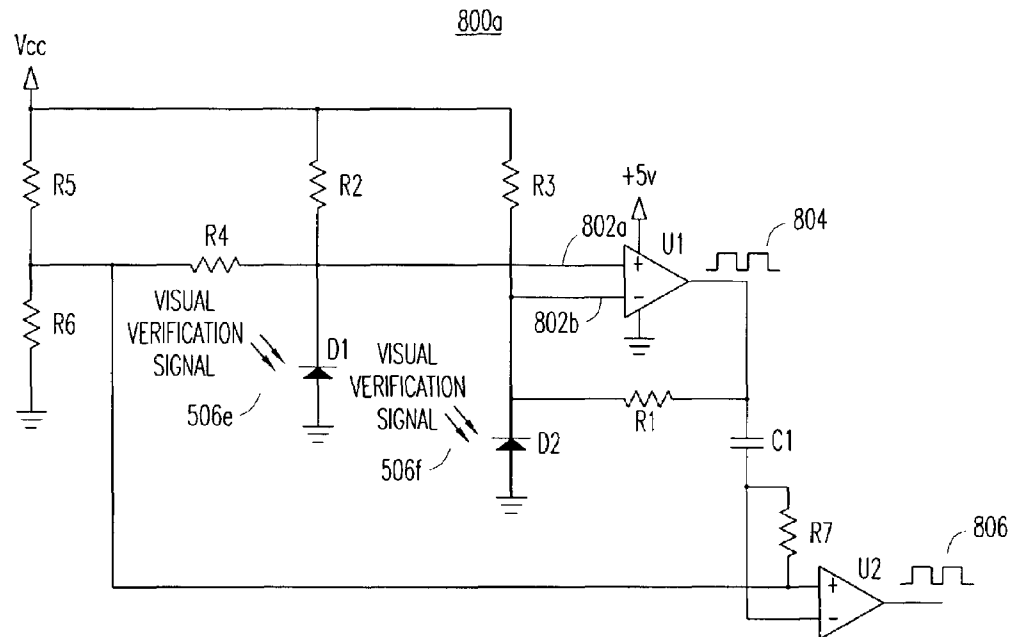 800a
Vcc
R5
R2
R3
+5v
802a
U1
804
R4
+
-
802b
R6
VISUAL
VERIFICATION
SIGNAL
D1
506e
VISUAL
VERIFICATION
SIGNAL
D2
506f
R1
C1
R7
U2
806
+
-